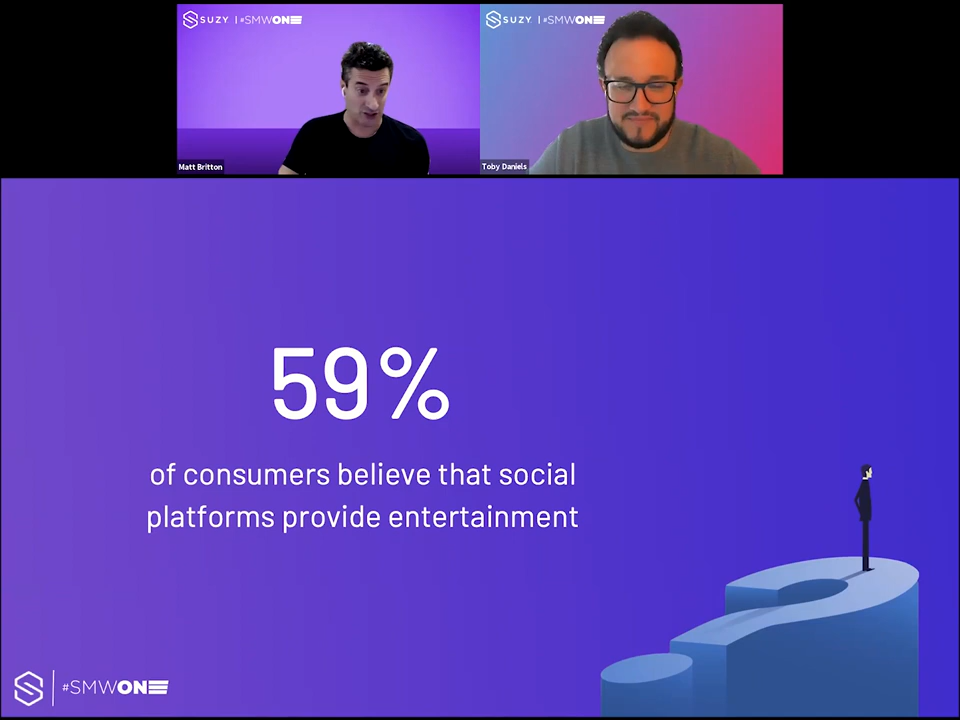 SUZY | #SMWONE
SUZY | #SMWONE
Matt Britton
Toby Daniels
59%
of consumers believe that social
platforms provide entertainment
#SMWONE